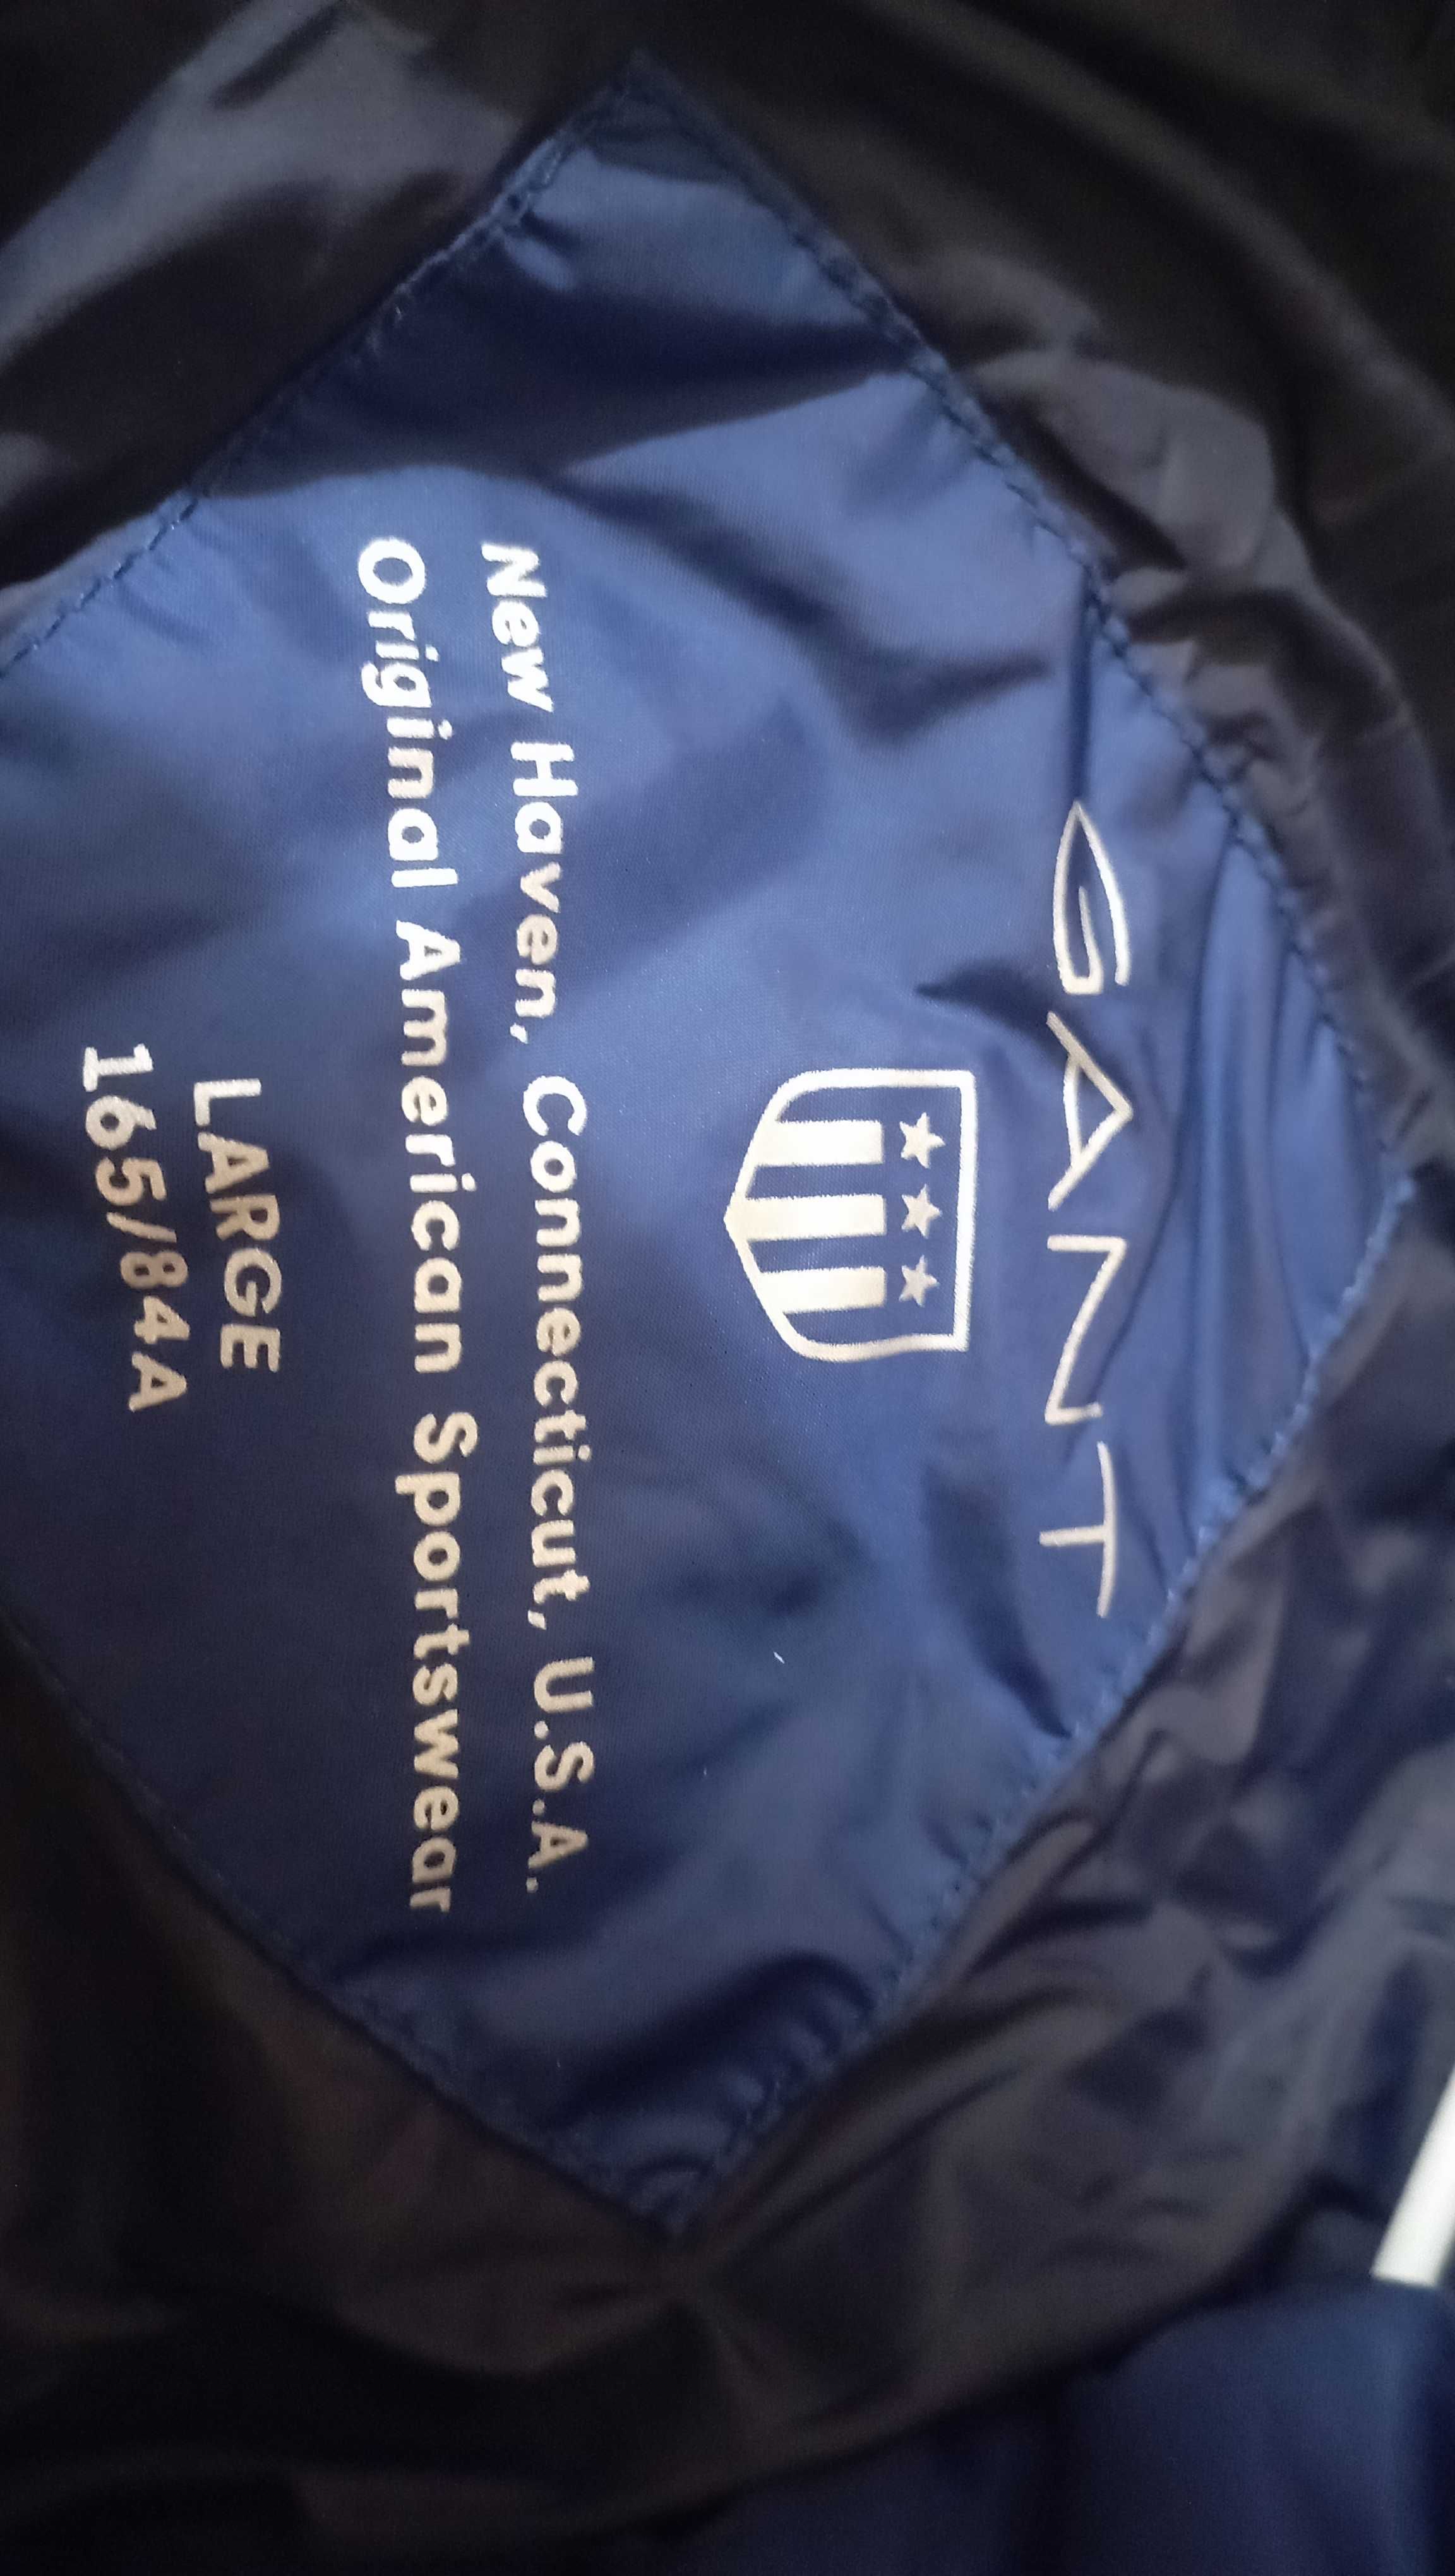 GANT
New Haven, Connecticut, U.S.A.
Original American Sportswear
LARGE
165/84A